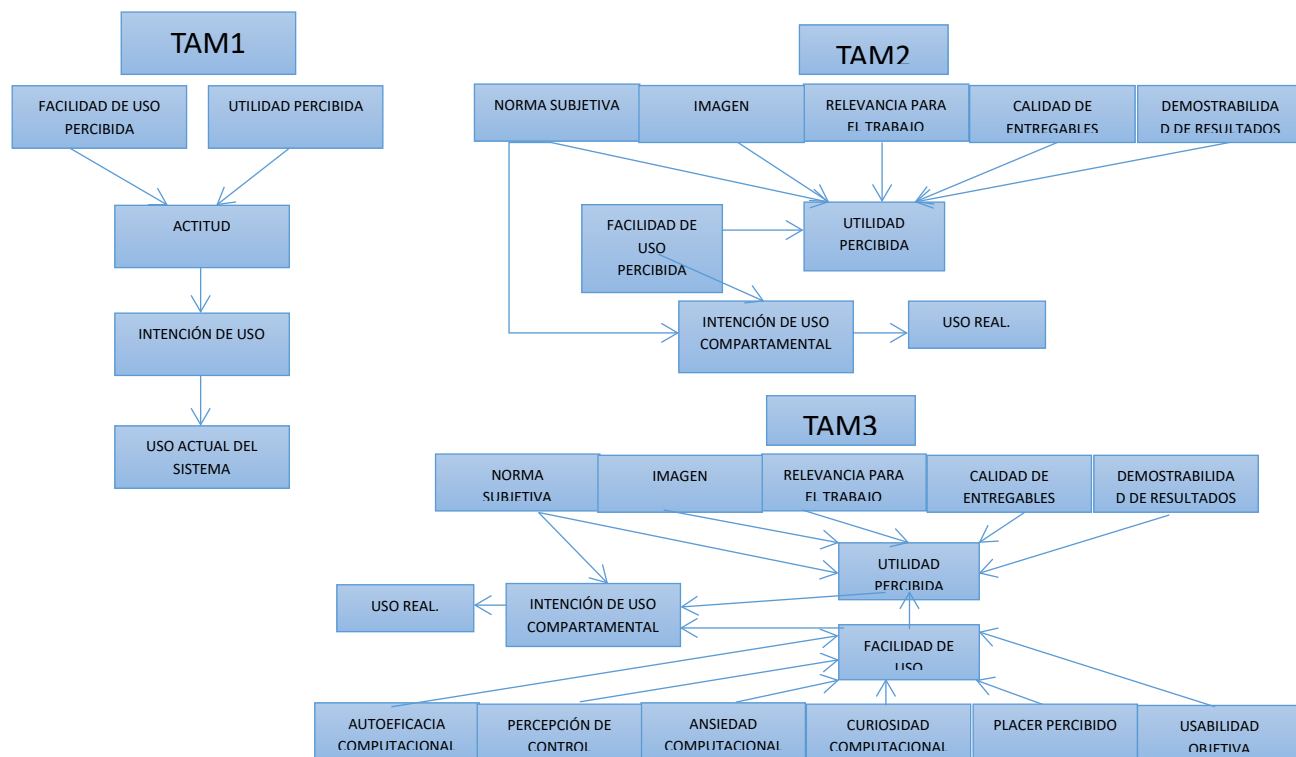 TAM1
FACILIDAD DE USO
PERCIBIDA
UTILIDAD PERCIBIDA
ACTITUD
INTENCIÓN DE USO
USO ACTUAL DEL
SISTEMA
TAM2
NORMA SUBJETIVA
IMAGEN
RELEVANCIA PARA
EL TRABAJO
CALIDAD DE
ENTREGABLES
DEMOSTRABILIDA
D DE RESULTADOS
FACILIDAD DE
USO
PERCIBIDA
UTILIDAD
PERCIBIDA
INTENCIÓN DE USO
COMPARTAMENTAL
USO REAL.
TAM3
NORMA
SUBJETIVA
IMAGEN
RELEVANCIA PARA
EL TRABAJO
CALIDAD DE
ENTREGABLES
DEMOSTRABILIDA
D DE RESULTADOS
UTILIDAD
PERCIBIDA
USO REAL.
INTENCIÓN DE USO
COMPARTAMENTAL
FACILIDAD DE
USO
AUTOEFICACIA
COMPUTACIONAL
PERCEPCIÓN DE
CONTROL
ANSIEDAD
COMPUTACIONAL
CURIOSIDAD
COMPUTACIONAL
PLACER PERCIBIDO
USABILIDAD
OBJETIVA